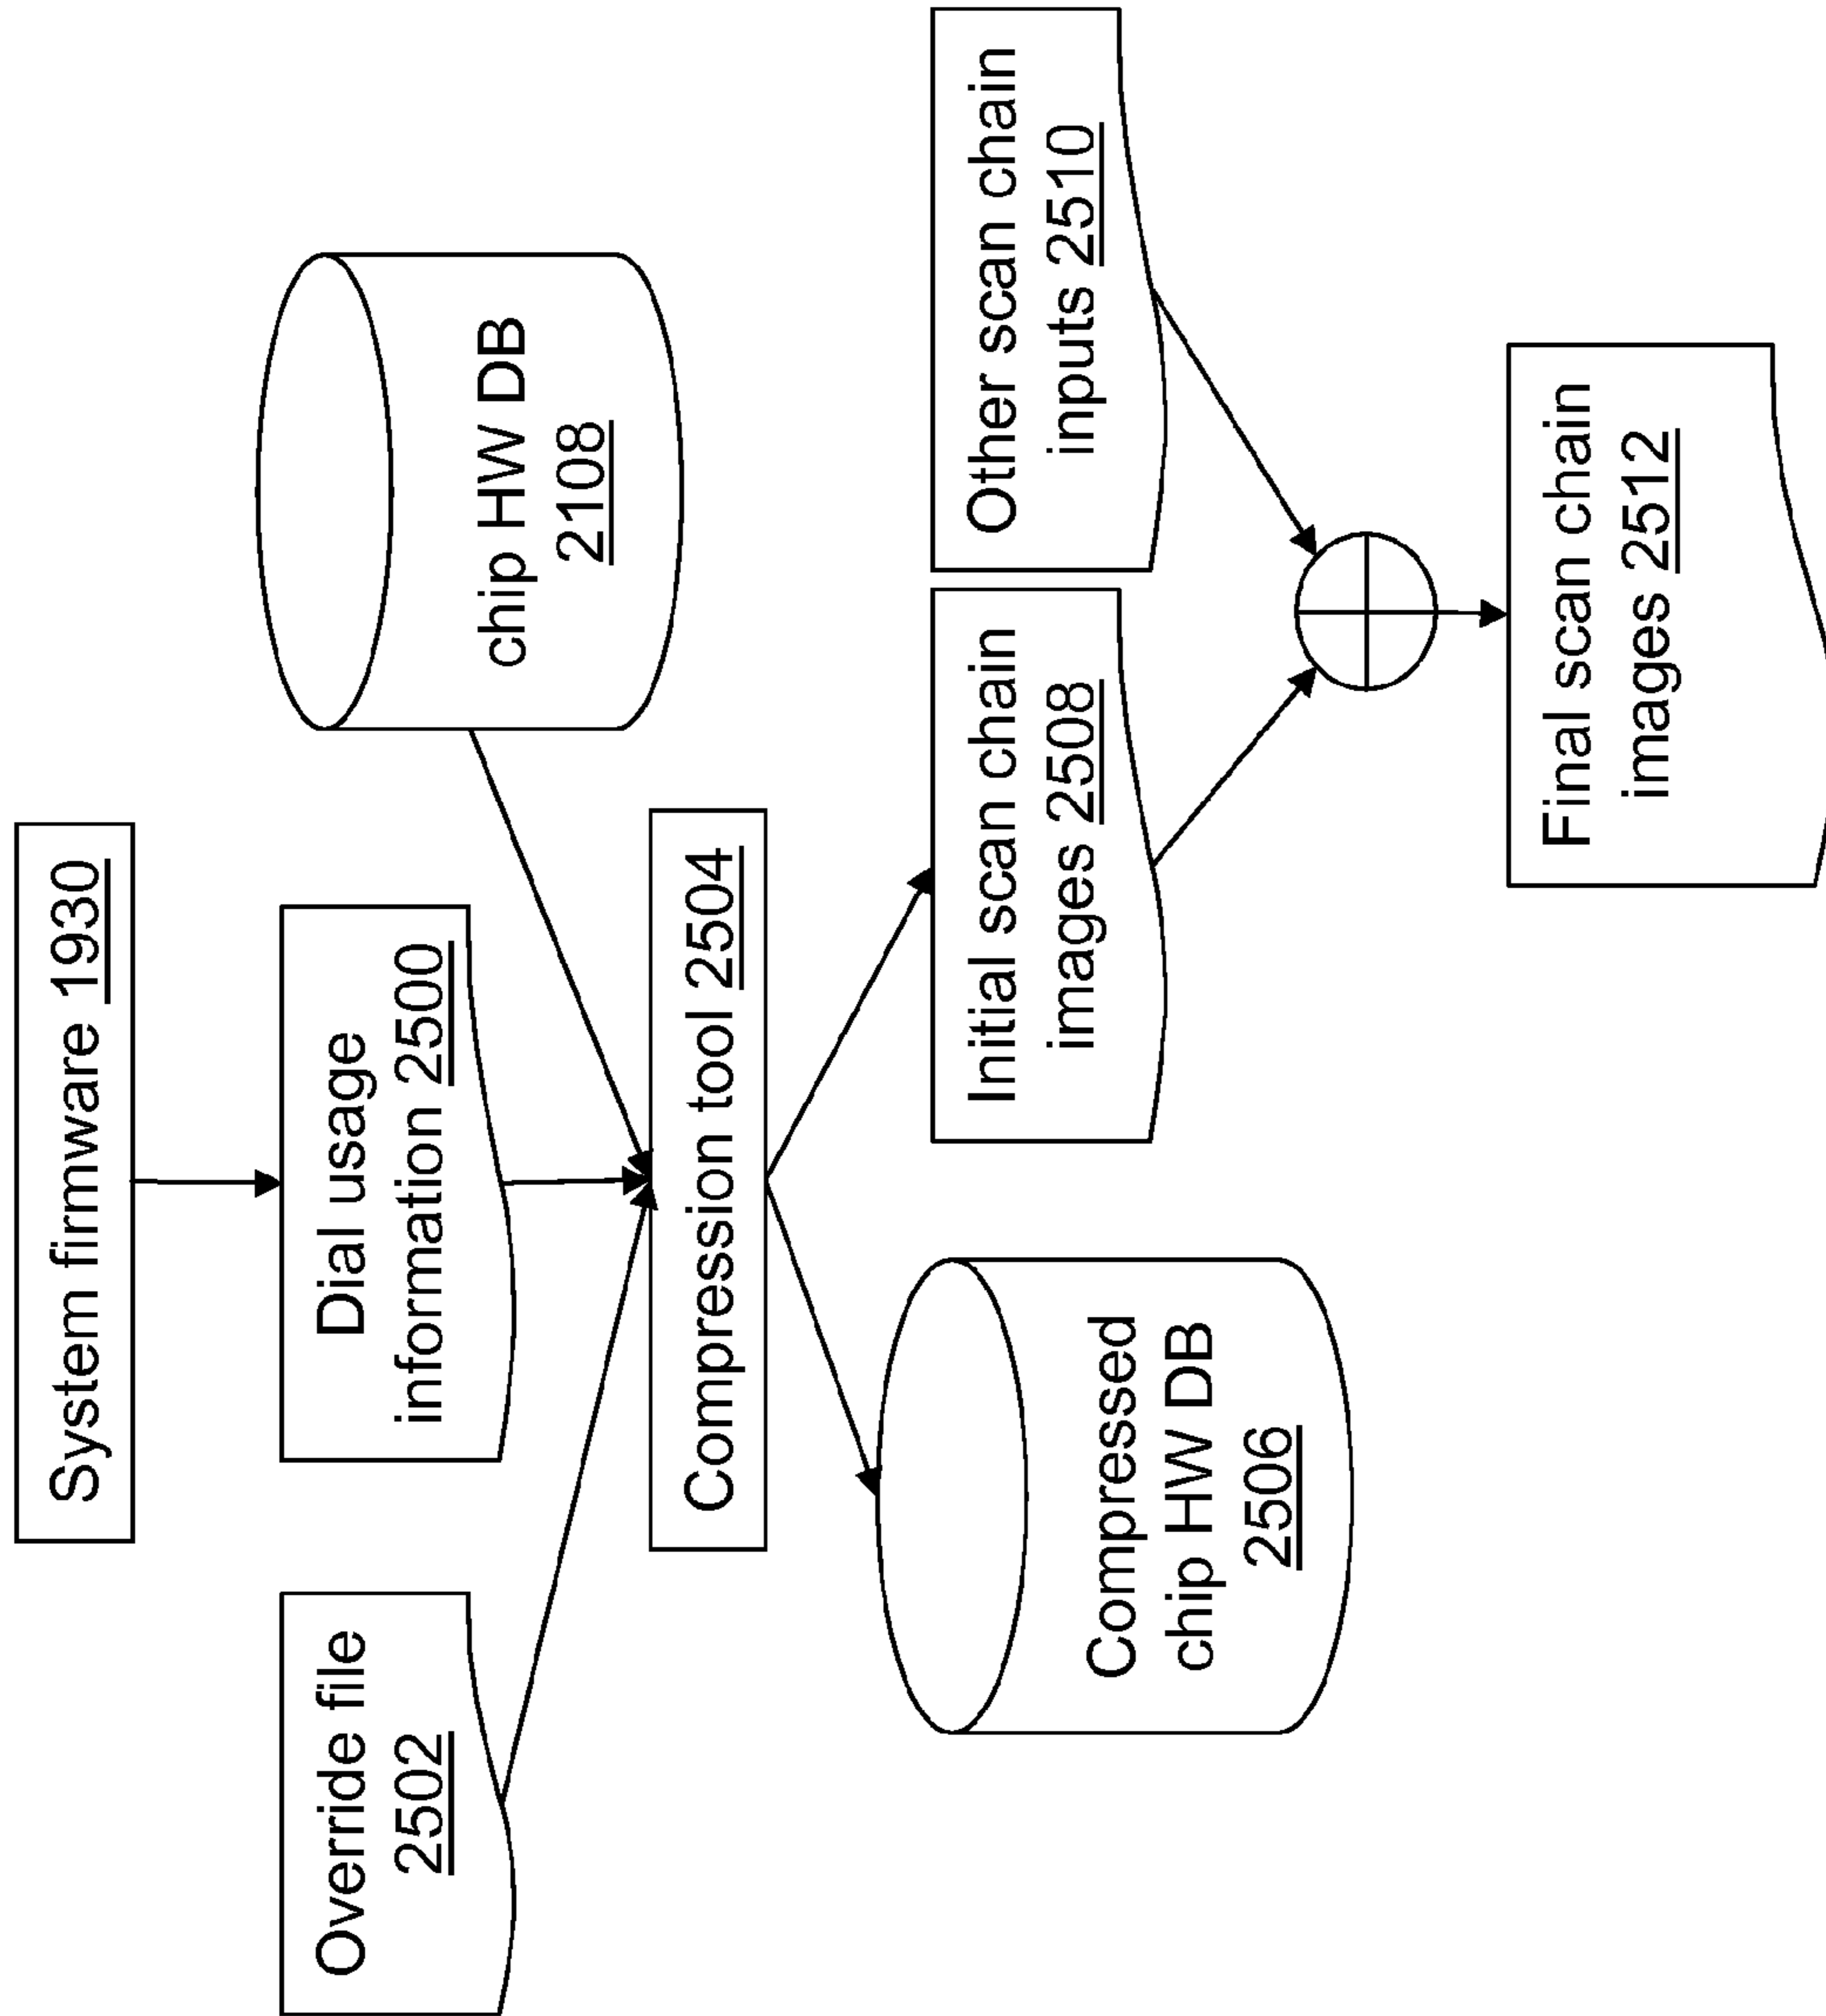 System firmware 1930
Override file
2502
Dial usage
information 2500
chip HW DB
2108
Compression tool 2504
Compressed
chip HW DB
2506
Initial scan chain
images 2508
Other scan chain
inputs 2510
Final scan chain
images 2512